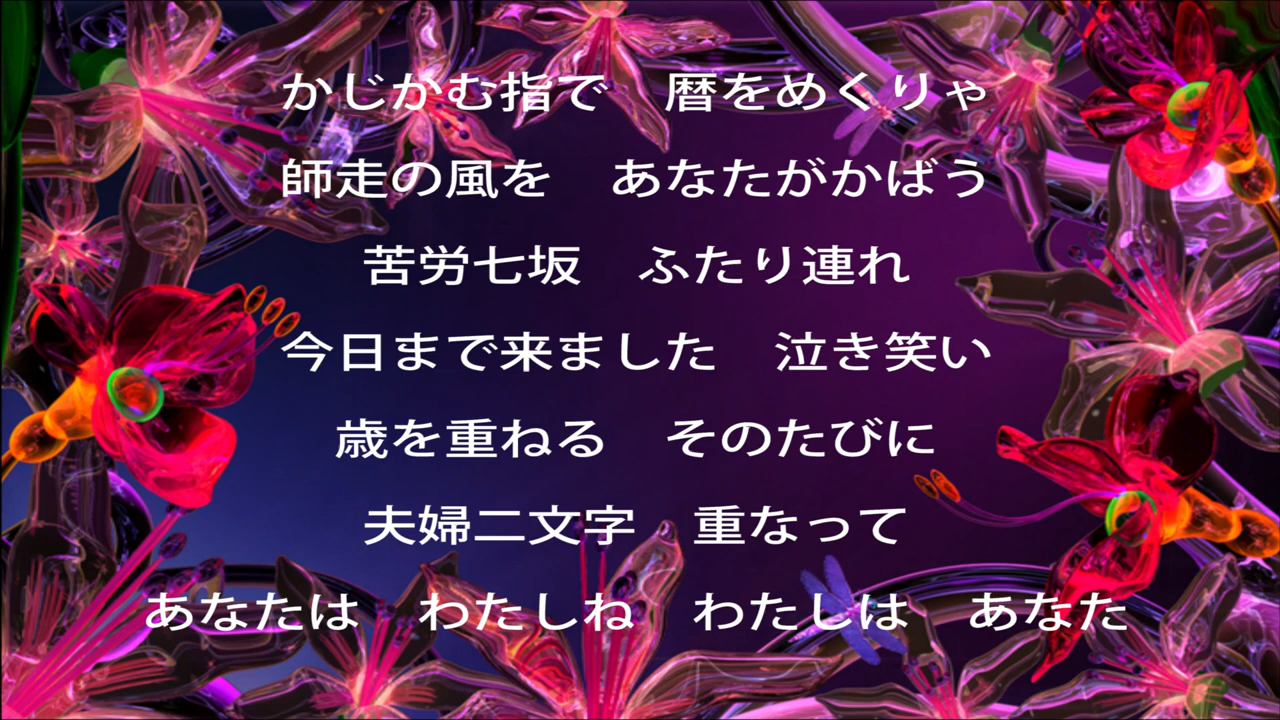 かじかむ指で　暦をめくりゃ
師走の風を　あなたがかばう
苦労七坂　ふたり連れ
今日まで来ました　泣き笑い
歳を重ねる　そのたびに
夫婦二文字　重なって
あなたは　わたしね　わたしは　あなた